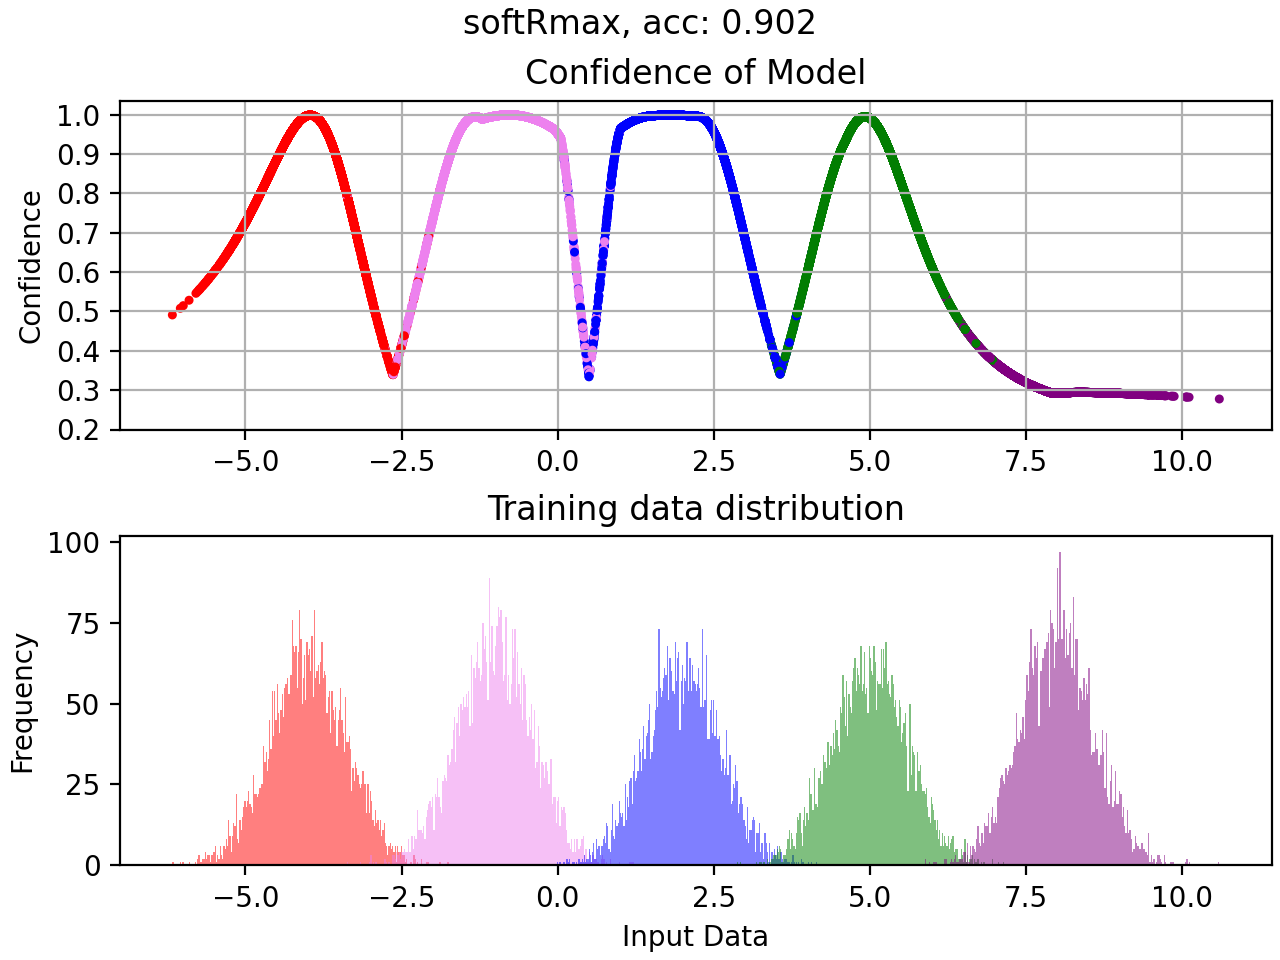 softRmax, acc: 0.902
Confidence of Model
Confidence
1.0
0.9
0.8
0.7
0.6
0.5
0.4
0.3
0.2
−5.0 −2.5 0.0 2.5 5.0 7.5 10.0
Training data distribution
Frequency
100
75
50
25
0
−5.0 −2.5 0.0 2.5 5.0 7.5 10.0
Input Data